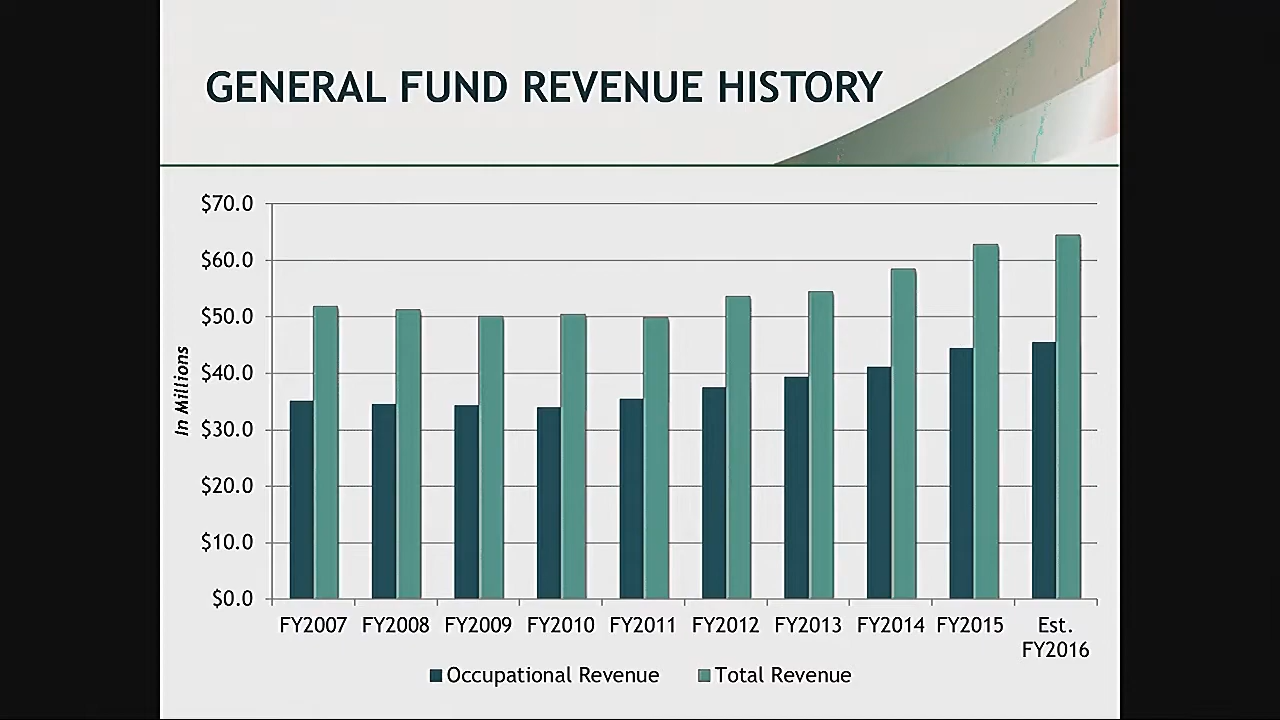 GENERAL FUND REVENUE HISTORY
$70.0
$60.0
$50.0
$40.0
$30.0
$20.0
$10.0
$0.0
In Millions
FY2007 FY2008 FY2009 FY2010 FY2011 FY2012 FY2013 FY2014 FY2015 Est.
FY2016
Occupational Revenue Total Revenue